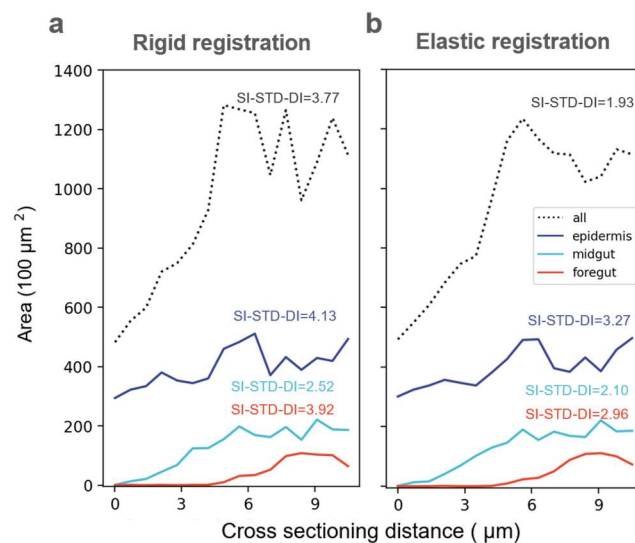 a
Rigid registration
b
Elastic registration
1400
1200
1000
800
600
400
200
0
Area (100 µm ²)
SI-STD-DI=3.77
SI-STD-DI=4.13
SI-STD-DI=2.52
SI-STD-DI=3.92
0 3 6 9
SI-STD-DI=1.93
all
epidermis
midgut
foregut
SI-STD-DI=3.27
SI-STD-DI=2.10
SI-STD-DI=2.96
0 3 6 9
Cross sectioning distance ( µm)